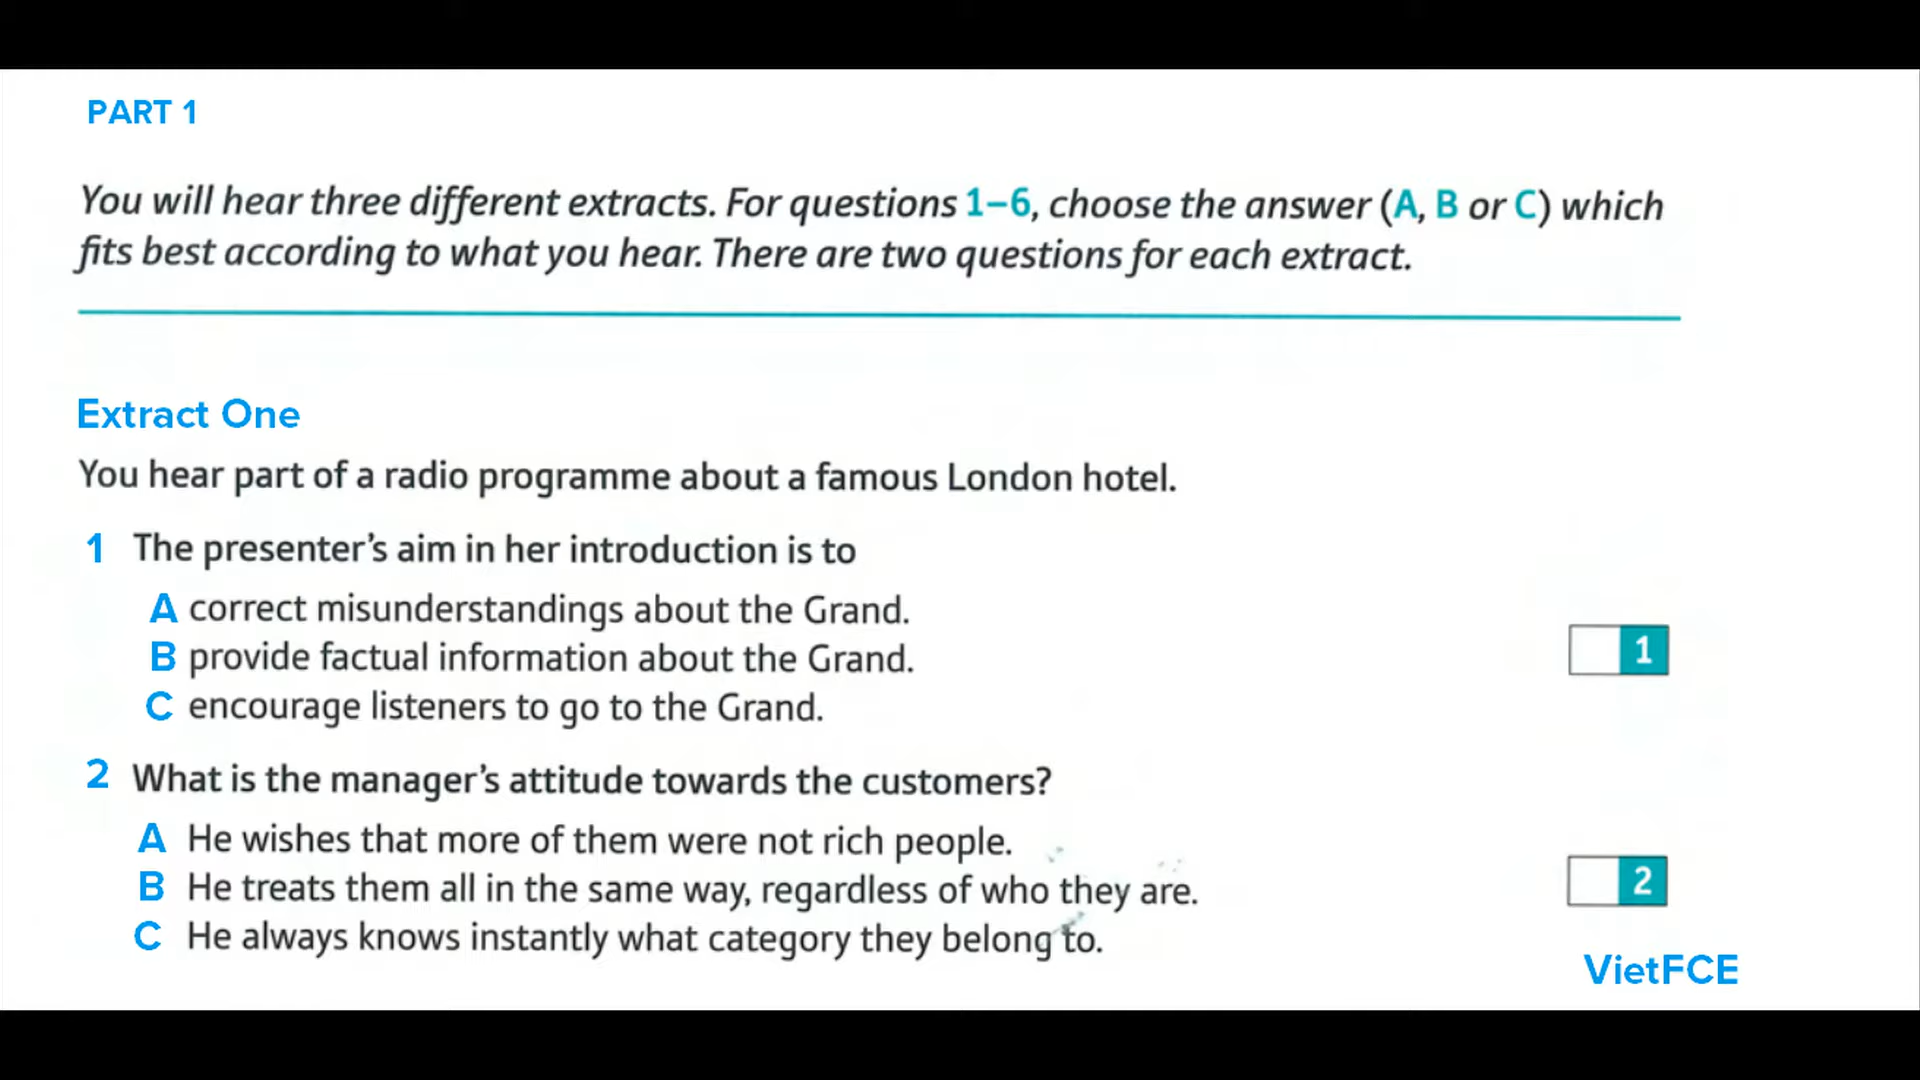 PART 1
You will hear three different extracts. For questions 1–6, choose the answer (A, B or C) which
fits best according to what you hear. There are two questions for each extract.
Extract One
You hear part of a radio programme about a famous London hotel.
1 The presenter's aim in her introduction is to
A correct misunderstandings about the Grand.
B provide factual information about the Grand.
C encourage listeners to go to the Grand.
1
2 What is the manager's attitude towards the customers?
A He wishes that more of them were not rich people.
B He treats them all in the same way, regardless of who they are.
C He always knows instantly what category they belong to.
2
VietFCE